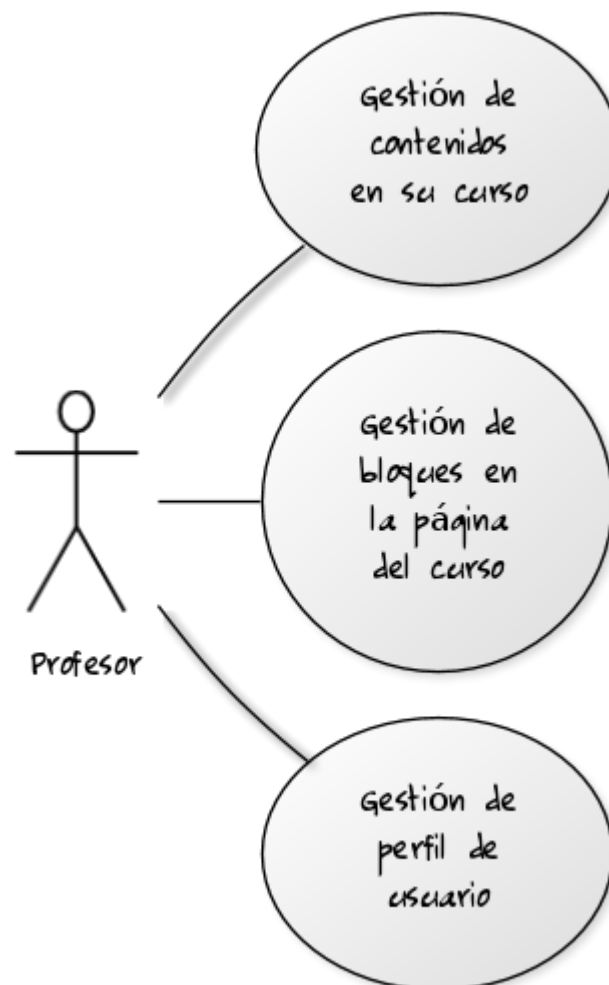 Gestión de
contenidos
en su curso
Gestión de
bloques en
la página
del curso
Profesor
Gestión de
perfil de
usuario